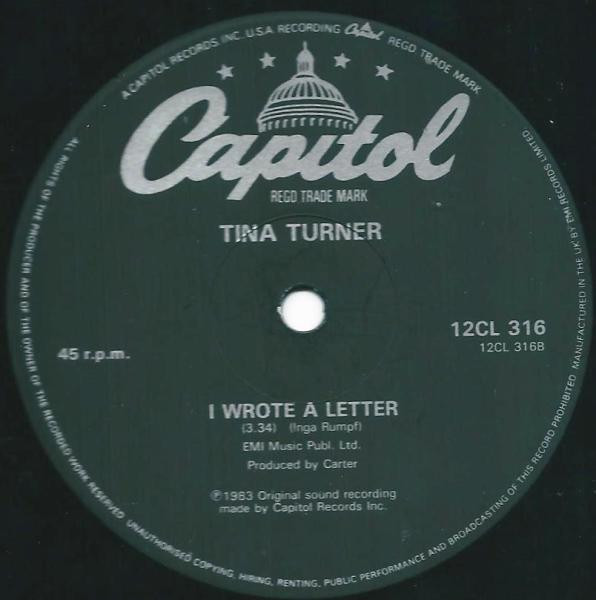 A CAPITOL RECORDS, INC. U.S.A. RECORDING Capitol REGD TRADE MARK
Capitol
REGD TRADE MARK
TINA TURNER
12CL 316
12CL 316B
45 r.p.m.
I WROTE A LETTER
(3.34) (Inga Rumpf)
EMI Music Publ. Ltd.
Produced by Carter
℗1983 Original sound recording
made by Capitol Records Inc.
ALL RIGHTS OF THE PRODUCER AND OF THE OWNER OF THE RECORDED WORK RESERVED UNAUTHORISED COPYING, HIRING, RENTING, PUBLIC PERFORMANCE AND BROADCASTING OF THIS RECORD PROHIBITED MANUFACTURED IN THE UK BY EMI RECORDS LIMITED